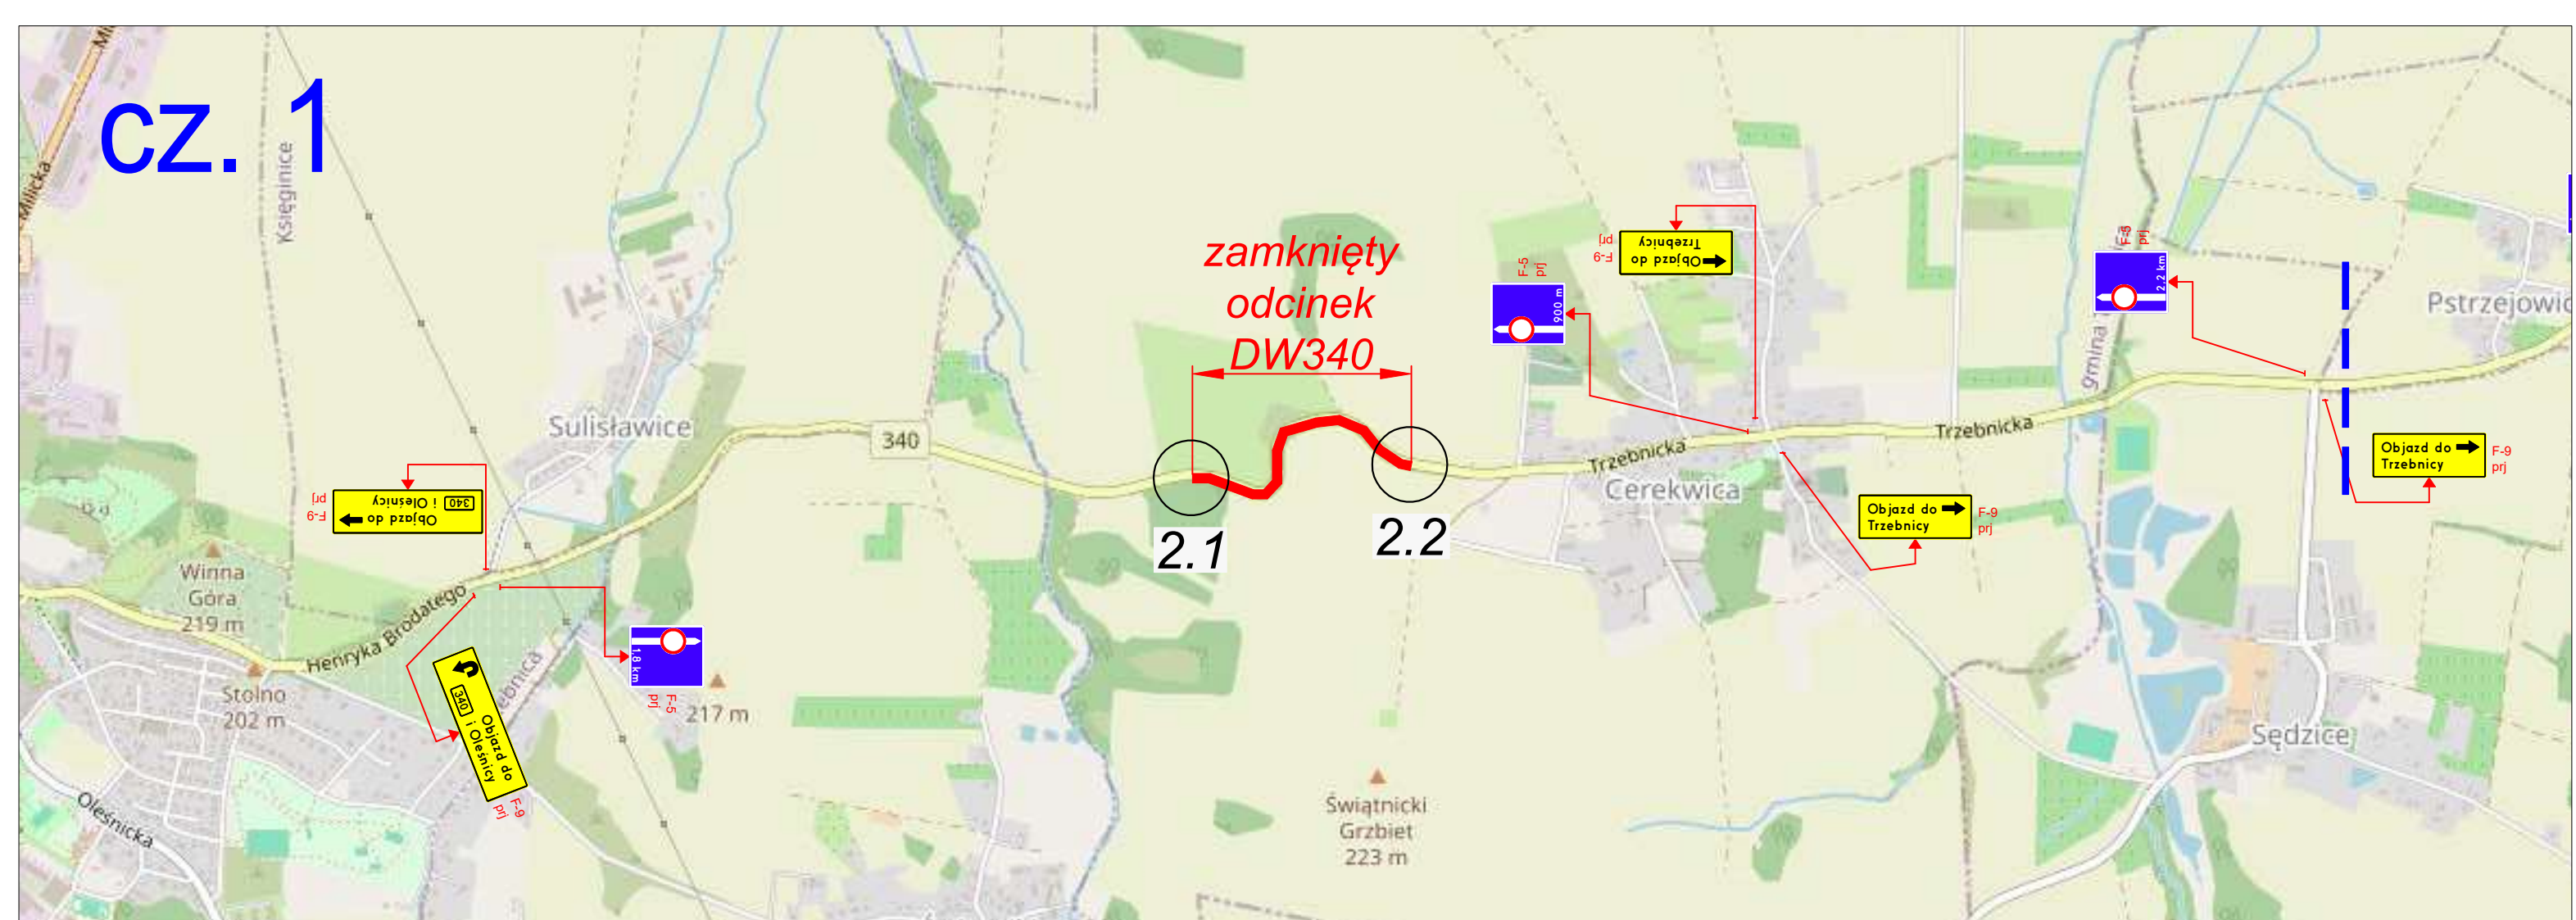 cz. 1
Milicka
Księginice
Sulisławice
340
zamknięty
odcinek
DW340
2.1
2.2
F-5
prj
900 m
Objazd do
Trzebnicy
F-9
prj
F-5
prj
2,2 km
gmina
Pstrzejowic
Trzebnicka
Trzebnicka
Cerekwica
Objazd do
Trzebnicy
F-9
prj
Objazd do
Trzebnicy
F-9
prj
Objazd do
340 i Oleśnicy
F-9
prj
Winna
Góra
219 m
Henryka Brodatego
Stolno
202 m
Objazd do
340 i Oleśnicy
F-9
prj
ebnica
1,8 km
F-5
prj
217 m
Oleśnicka
Świątnicki
Grzbiet
223 m
Sędzice